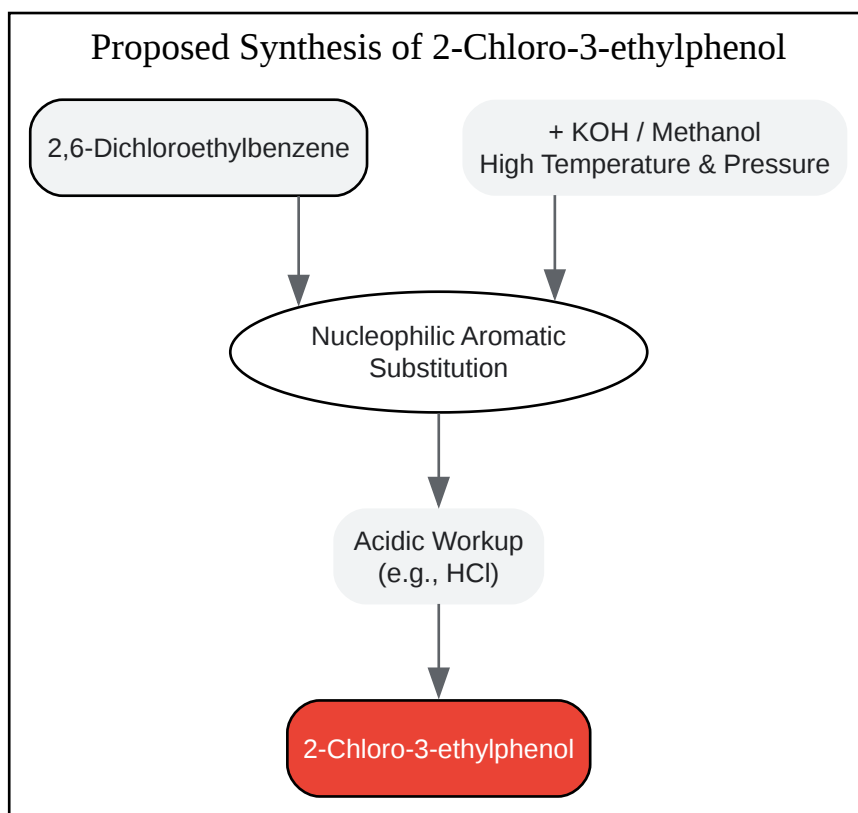 Proposed Synthesis of 2-Chloro-3-ethylphenol
2,6-Dichloroethylbenzene
+ KOH / Methanol
High Temperature & Pressure
Nucleophilic Aromatic
Substitution
Acidic Workup
(e.g., HCl)
2-Chloro-3-ethylphenol